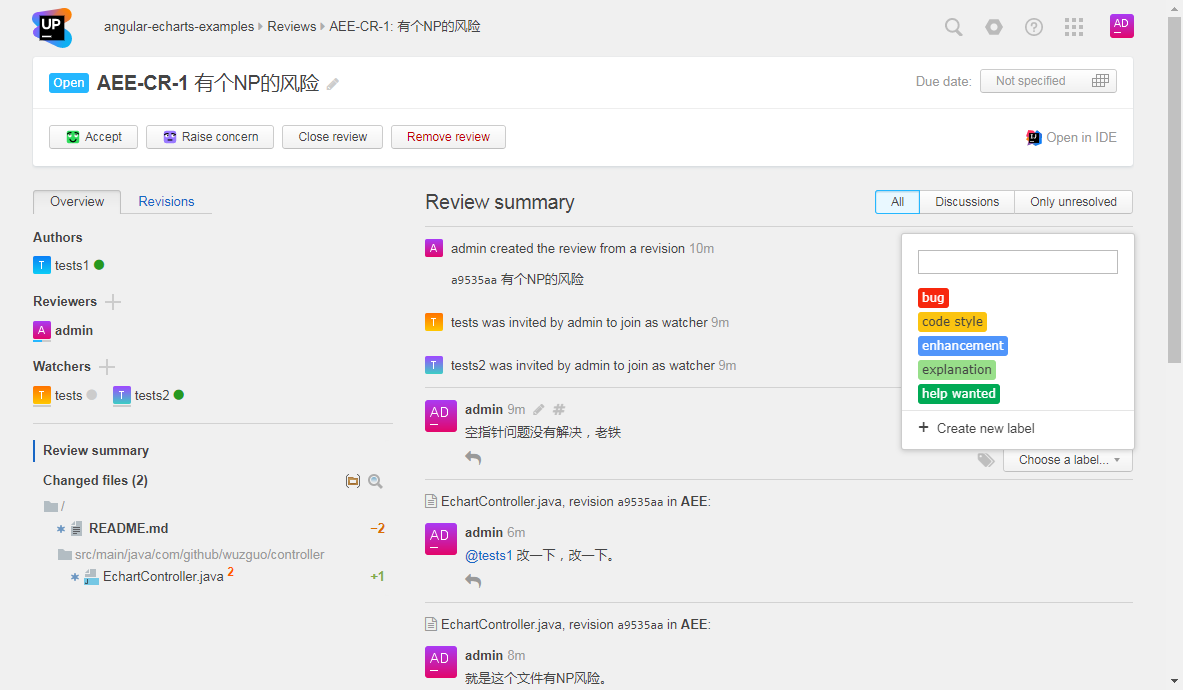 UP
angular-echarts-examples Reviews AEE-CR-1: 有个NP的风险
AD
Open AEE-CR-1 有个NP的风险
Due date: Not specified
Accept Raise concern Close review Remove review
Open in IDE
Overview Revisions
Authors
T tests1
Reviewers
A admin
Watchers
T tests T tests2
Review summary
Changed files (2)
/
README.md −2
src/main/java/com/github/wuzguo/controller
J EchartController.java 2 +1
Review summary
All Discussions Only unresolved
A admin created the review from a revision 10m
a9535aa 有个NP的风险
T tests was invited by admin to join as watcher 9m
T tests2 was invited by admin to join as watcher 9m
AD admin 9m #
空指针问题没有解决，老铁
bug
code style
enhancement
explanation
help wanted
+ Create new label
Choose a label...
EchartController.java, revision a9535aa in AEE:
AD admin 6m
@tests1 改一下，改一下。
EchartController.java, revision a9535aa in AEE:
AD admin 8m
就是这个文件有NP风险。